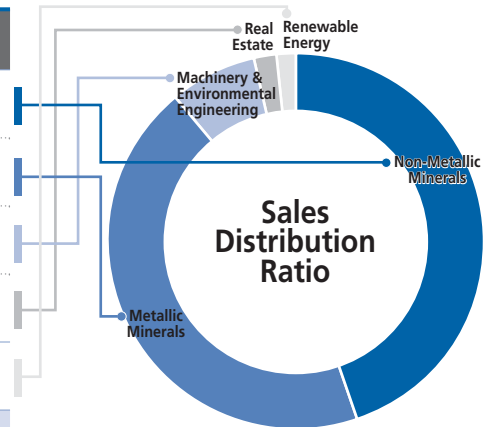 Real
Estate
Renewable
Energy
Machinery &
Environmental
Engineering
Non-Metallic
Minerals
Sales
Distribution
Ratio
Metallic
Minerals